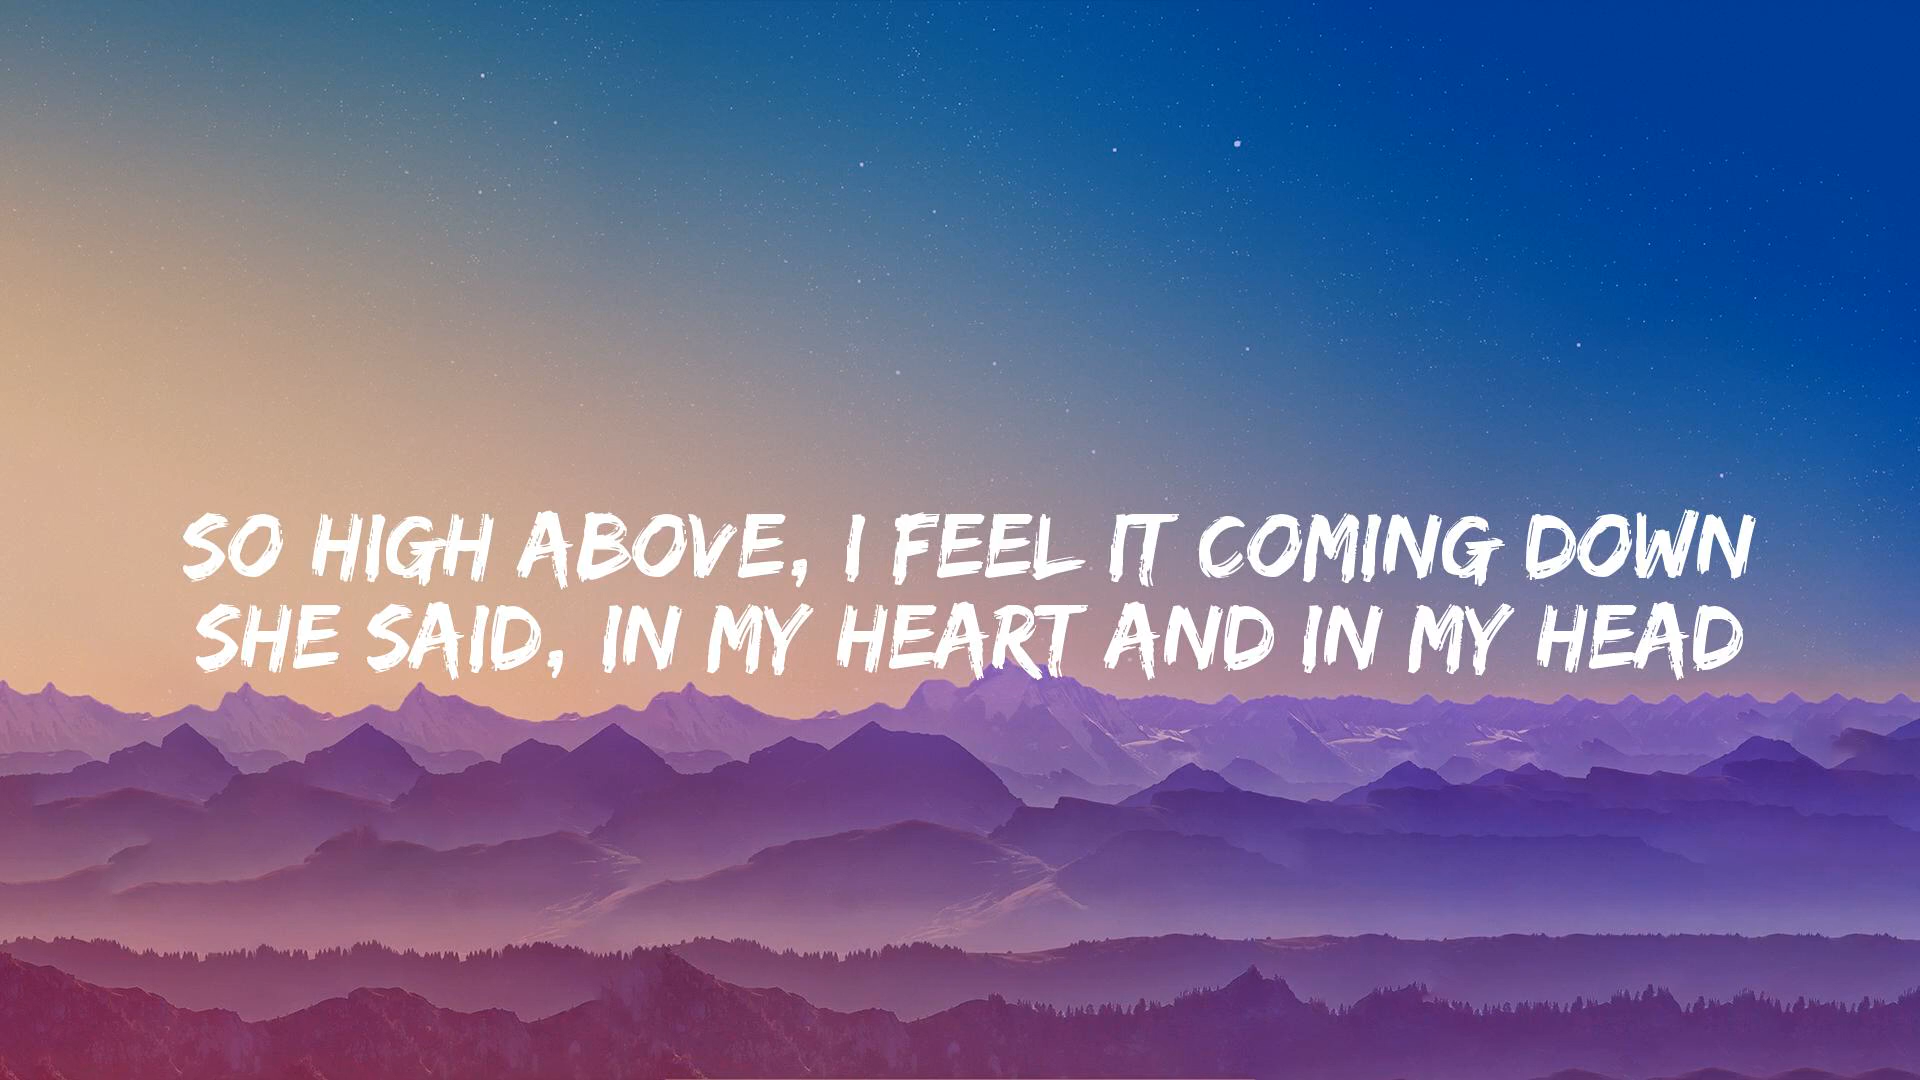 SO HIGH ABOVE, I FEEL IT COMING DOWN
SHE SAID, IN MY HEART AND IN MY HEAD